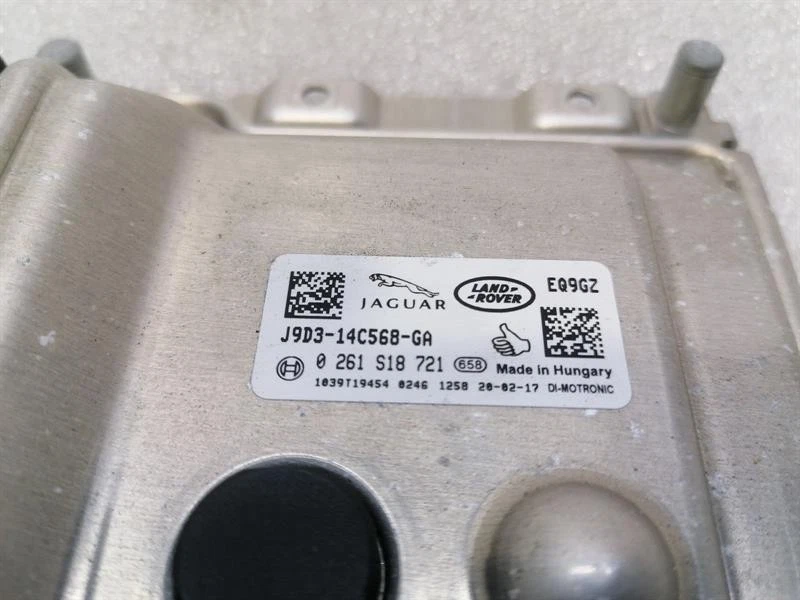 JAGUAR
LAND ROVER
EQ9GZ
J9D3-14C568-GA
0 261 S18 721 658 Made in Hungary
1039T19454 0246 1258 20-02-17 DI-MOTRONIC